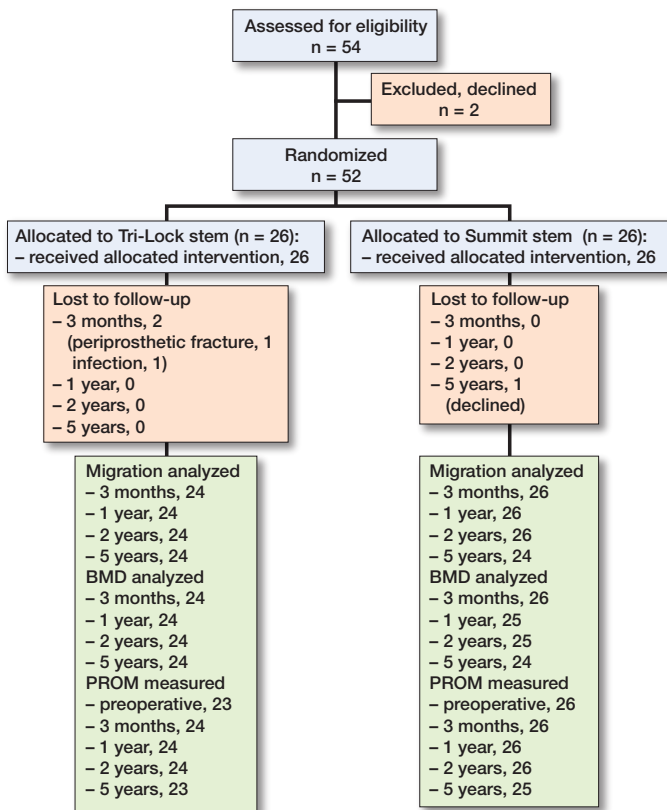 Assessed for eligibility
n = 54
Excluded, declined
n = 2
Randomized
n = 52
Allocated to Tri-Lock stem (n = 26):
– received allocated intervention, 26
Lost to follow-up
– 3 months, 2
(periprosthetic fracture, 1
infection, 1)
– 1 year, 0
– 2 years, 0
– 5 years, 0
Migration analyzed
– 3 months, 24
– 1 year, 24
– 2 years, 24
– 5 years, 24
BMD analyzed
– 3 months, 24
– 1 year, 24
– 2 years, 24
– 5 years, 24
PROM measured
– preoperative, 23
– 3 months, 24
– 1 year, 24
– 2 years, 24
– 5 years, 23
Allocated to Summit stem (n = 26):
– received allocated intervention, 26
Lost to follow-up
– 3 months, 0
– 1 year, 0
– 2 years, 0
– 5 years, 1
(declined)
Migration analyzed
– 3 months, 26
– 1 year, 26
– 2 years, 26
– 5 years, 24
BMD analyzed
– 3 months, 26
– 1 year, 25
– 2 years, 25
– 5 years, 24
PROM measured
– preoperative, 26
– 3 months, 26
– 1 year, 26
– 2 years, 26
– 5 years, 25